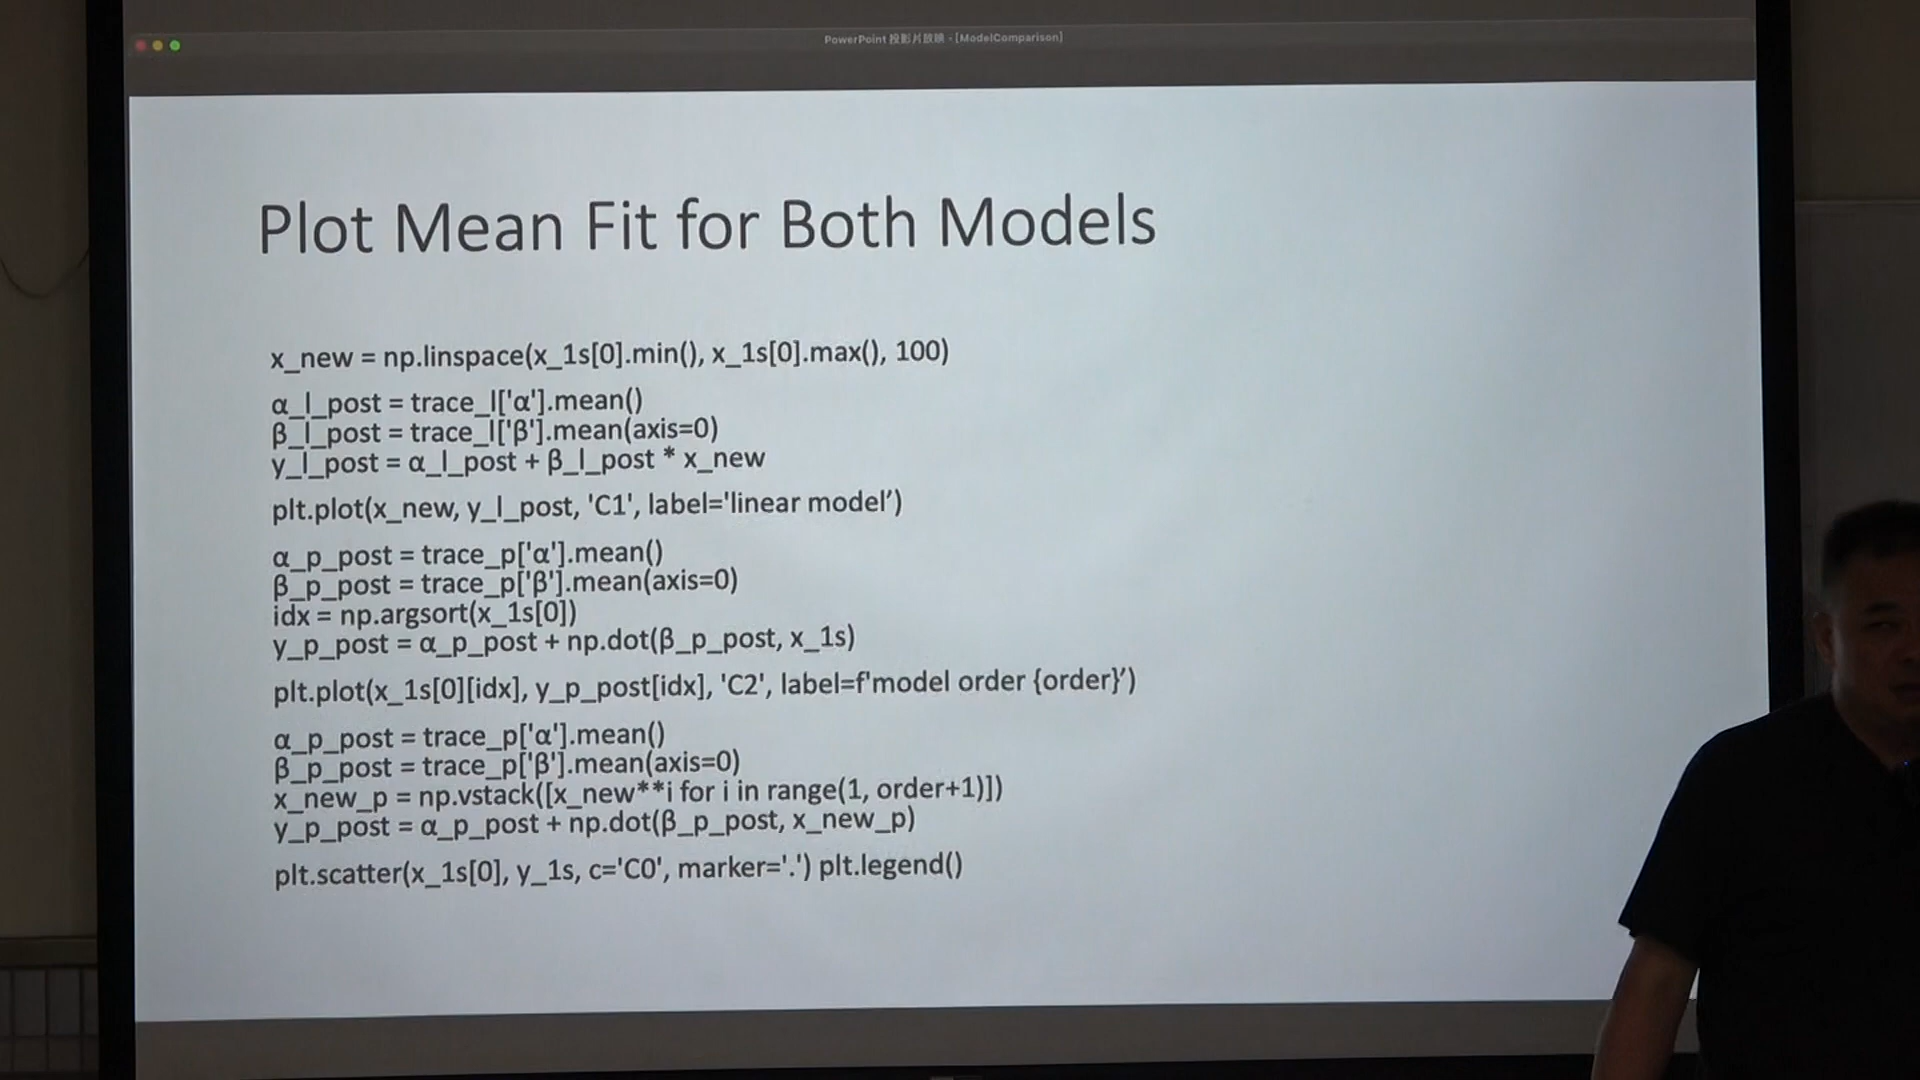 PowerPoint 投影片放映 - [ModelComparison]
Plot Mean Fit for Both Models
x_new = np.linspace(x_1s[0].min(), x_1s[0].max(), 100)
α_l_post = trace_l['α'].mean()
β_l_post = trace_l['β'].mean(axis=0)
y_l_post = α_l_post + β_l_post * x_new
plt.plot(x_new, y_l_post, 'C1', label='linear model’)
α_p_post = trace_p['α'].mean()
β_p_post = trace_p['β'].mean(axis=0)
idx = np.argsort(x_1s[0])
y_p_post = α_p_post + np.dot(β_p_post, x_1s)
plt.plot(x_1s[0][idx], y_p_post[idx], 'C2', label=f'model order {order}’)
α_p_post = trace_p['α'].mean()
β_p_post = trace_p['β'].mean(axis=0)
x_new_p = np.vstack([x_new**i for i in range(1, order+1)])
y_p_post = α_p_post + np.dot(β_p_post, x_new_p)
plt.scatter(x_1s[0], y_1s, c='C0', marker='.') plt.legend()